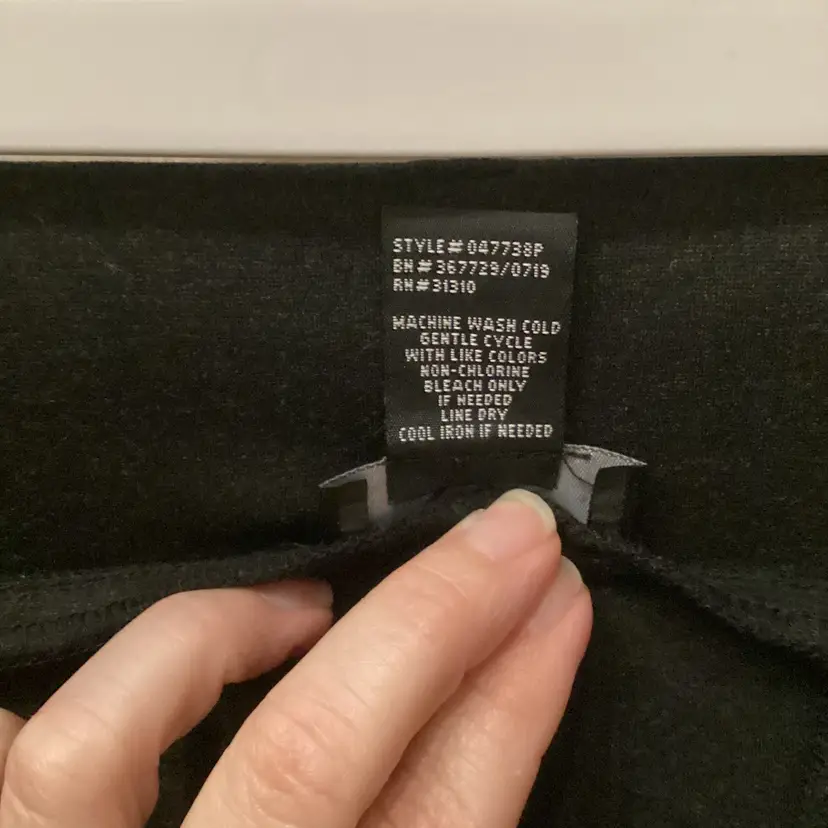 STYLE# 047738P
BN# 367729/0719
RN# 31310
MACHINE WASH COLD
GENTLE CYCLE
WITH LIKE COLORS
NON-CHLORINE
BLEACH ONLY
IF NEEDED
LINE DRY
COOL IRON IF NEEDED